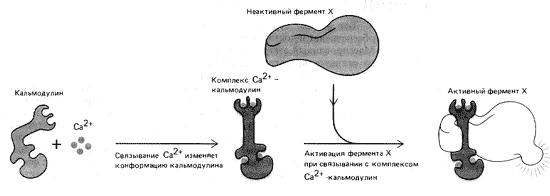 Неактивный фермент X
Кальмодулин
Ca2+
+
Комплекс Ca2+ –
кальмодулин
Активный фермент X
Связывание Ca2+ изменяет
конформацию кальмодулина
Активация фермента X
при связывании с комплексом
Ca2+ -кальмодулин